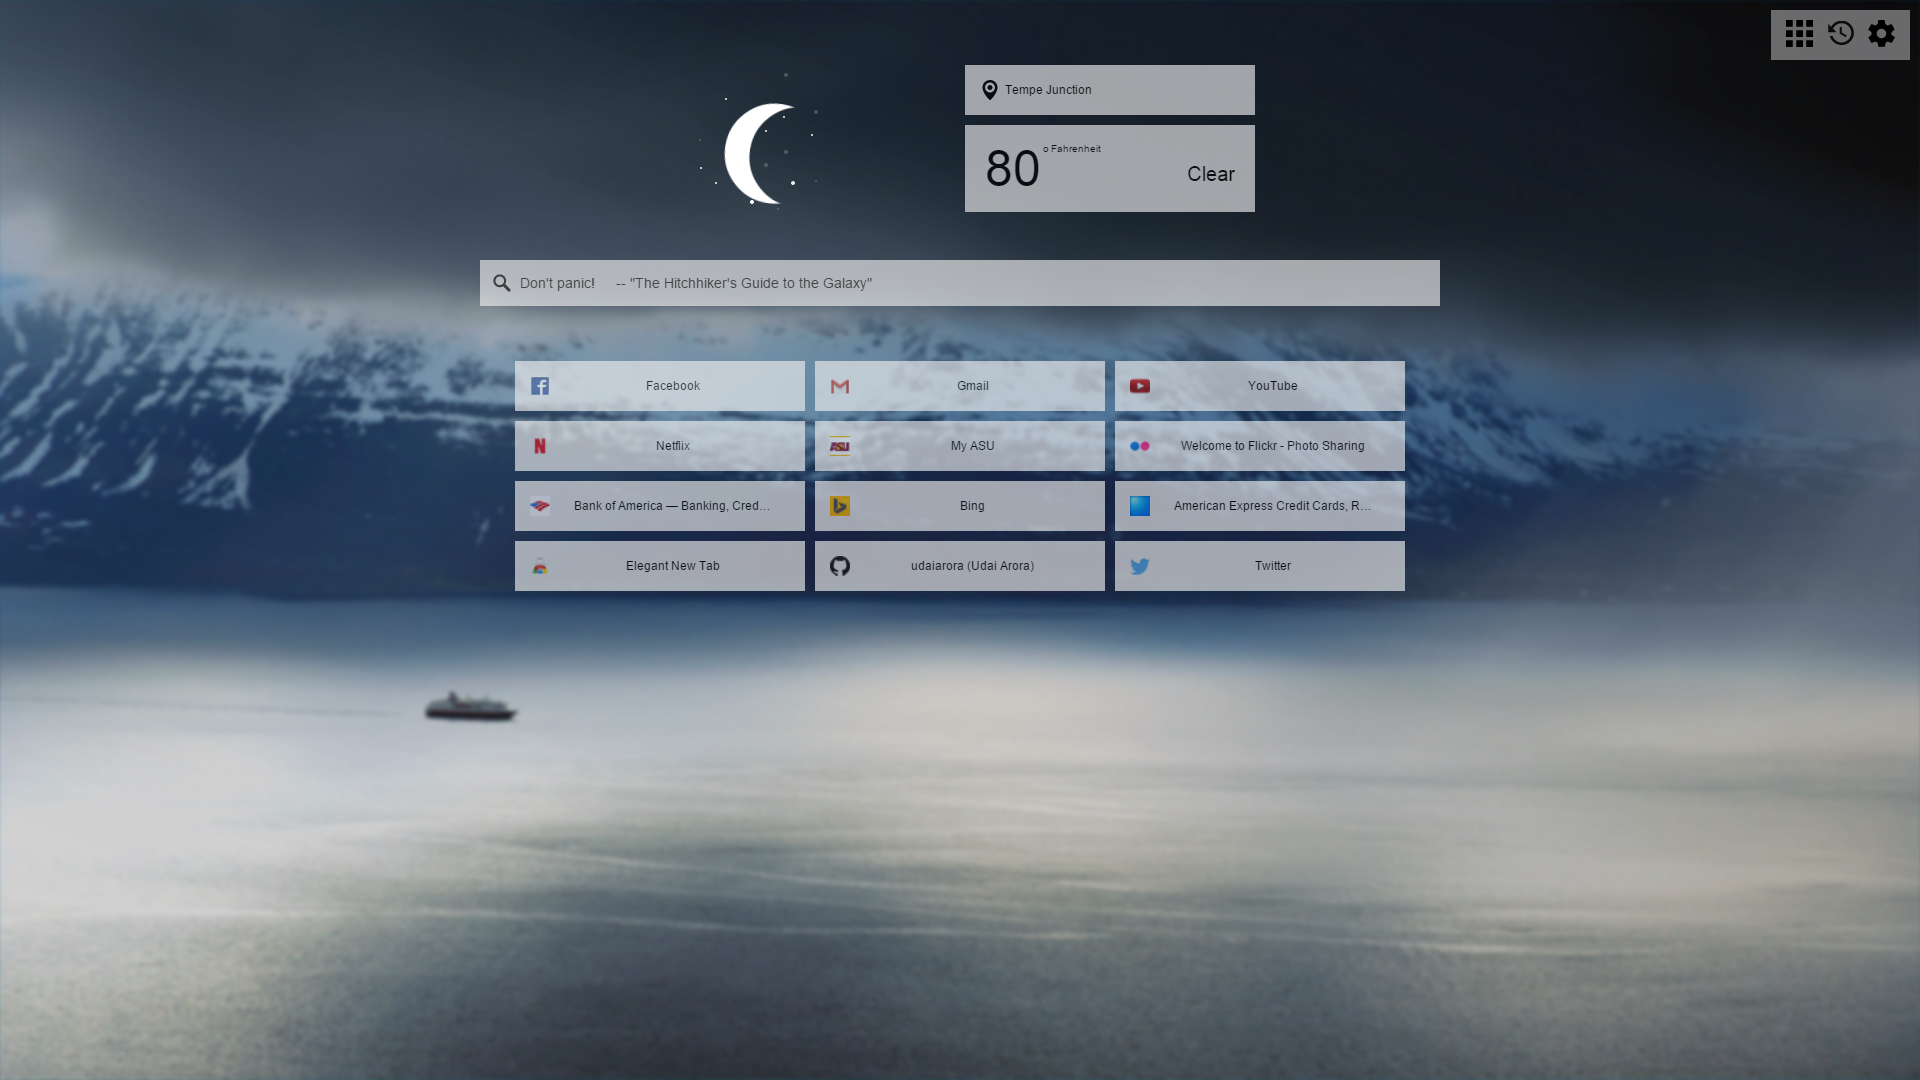 Tempe Junction
80 o Fahrenheit
Clear
Don't panic! -- "The Hitchhiker's Guide to the Galaxy"
Facebook
Gmail
YouTube
Netflix
ASU
My ASU
Welcome to Flickr - Photo Sharing
Bank of America — Banking, Cred...
Bing
American Express Credit Cards, R...
Elegant New Tab
udaiarora (Udai Arora)
Twitter